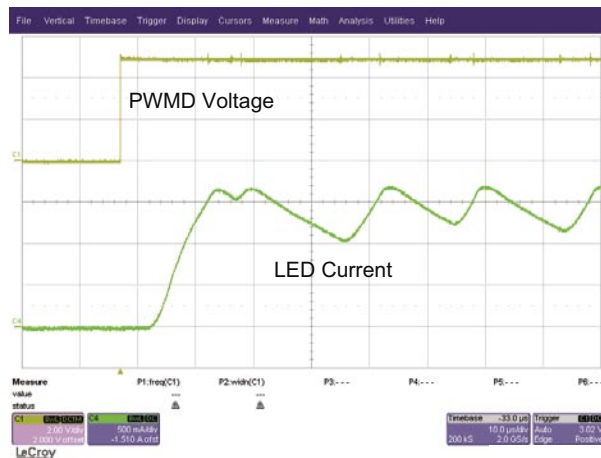 File Vertical Timebase Trigger Display Cursors Measure Math Analysis Utilities Help
PWMD Voltage
C1
LED Current
C4
Measure P1:freq(C1) P2:widn(C1) P3:--- P4:--- P5:--- P6:---
value --- ---
status
C1
2.00 V/div
2.000 V offset
C4
500 mA/div
-1.510 A ofst
Timebase -33.0 µs
10.0 µs/div
200 kS 2.0 GS/s
Trigger
Auto 3.02 V
Edge Positive
LeCroy